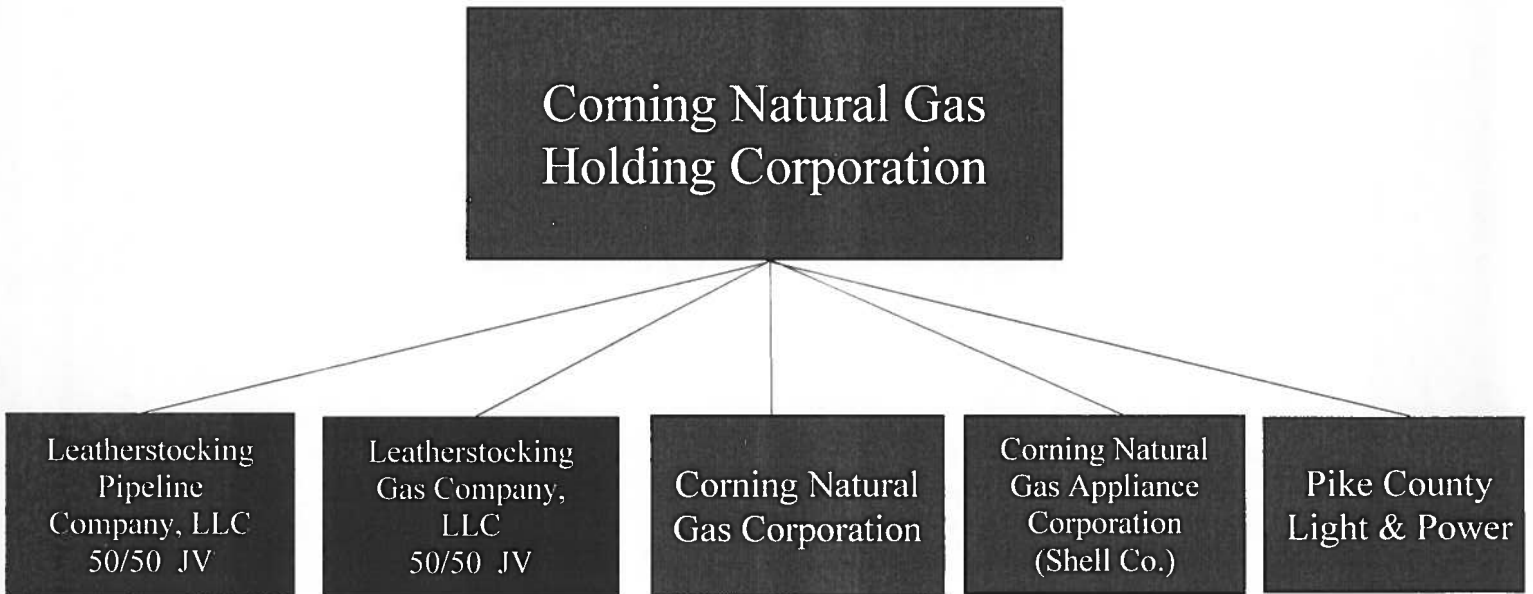 Corning Natural Gas
Holding Corporation
Leatherstocking
Pipeline
Company, LLC
50/50 JV
Leatherstocking
Gas Company,
LLC
50/50 JV
Corning Natural
Gas Corporation
Corning Natural
Gas Appliance
Corporation
(Shell Co.)
Pike County
Light & Power